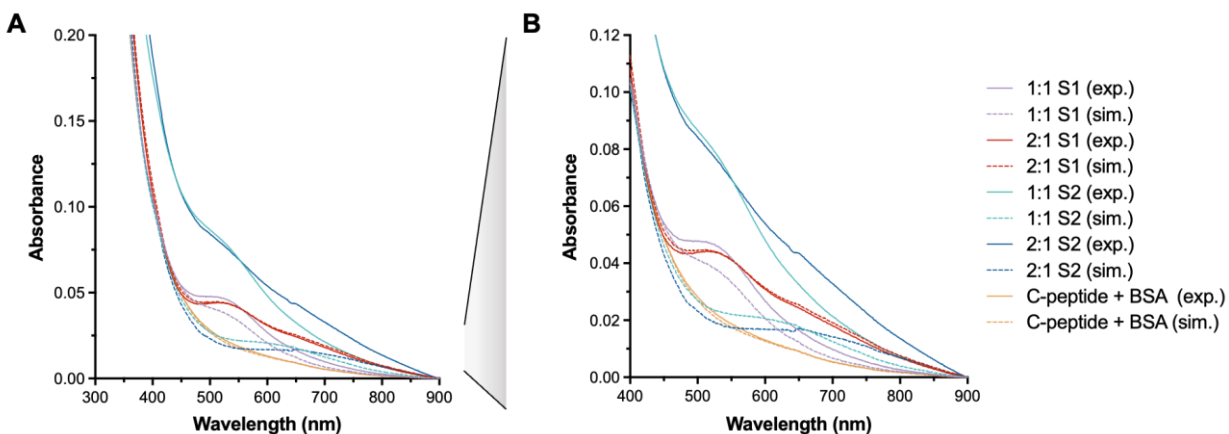 A
B
Absorbance
0.20
0.15
0.10
0.05
0.00
300
400
500
600
700
800
900
Wavelength (nm)
Absorbance
0.12
0.10
0.08
0.06
0.04
0.02
0.00
400
500
600
700
800
900
Wavelength (nm)
1:1 S1 (exp.)
1:1 S1 (sim.)
2:1 S1 (exp.)
2:1 S1 (sim.)
1:1 S2 (exp.)
1:1 S2 (sim.)
2:1 S2 (exp.)
2:1 S2 (sim.)
C-peptide + BSA (exp.)
C-peptide + BSA (sim.)